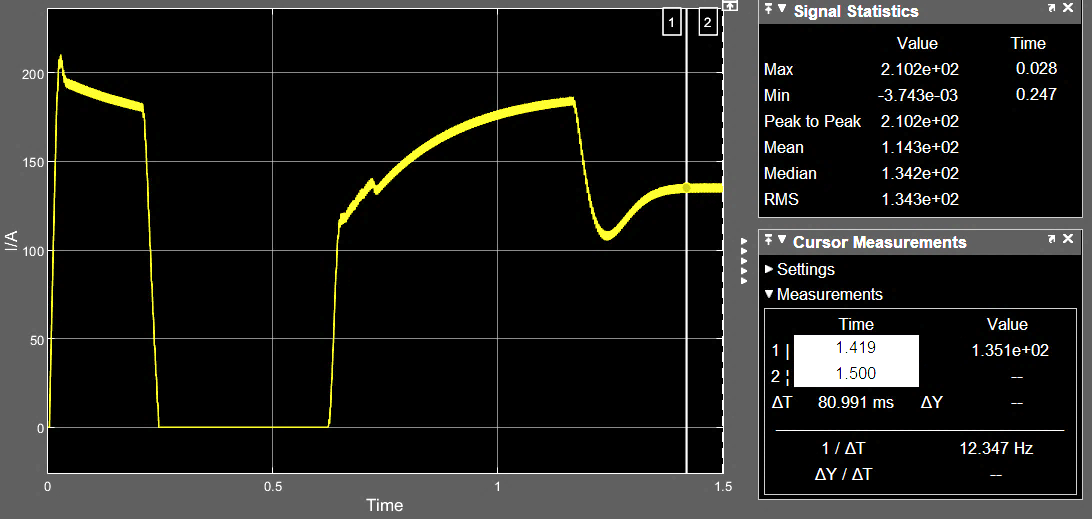 1 2
200
150
100
50
0
I/A
0 0.5 1 1.5
Time
Signal Statistics
Value Time
Max 2.102e+02 0.028
Min -3.743e-03 0.247
Peak to Peak 2.102e+02
Mean 1.143e+02
Median 1.342e+02
RMS 1.343e+02
Cursor Measurements
Settings
Measurements
Time Value
1 | 1.419 1.351e+02
2 ¦ 1.500 --
ΔT 80.991 ms ΔY --
1 / ΔT 12.347 Hz
ΔY / ΔT --